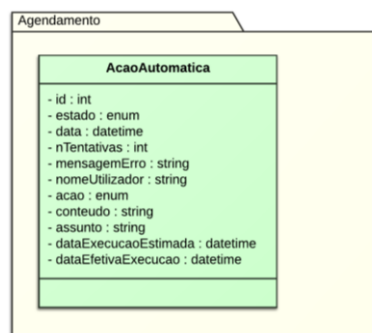 Agendamento
AcaoAutomatica
- id : int
- estado : enum
- data : datetime
- nTentativas : int
- mensagemErro : string
- nomeUtilizador : string
- acao : enum
- conteudo : string
- assunto : string
- dataExecucaoEstimada : datetime
- dataEfetivaExecucao : datetime